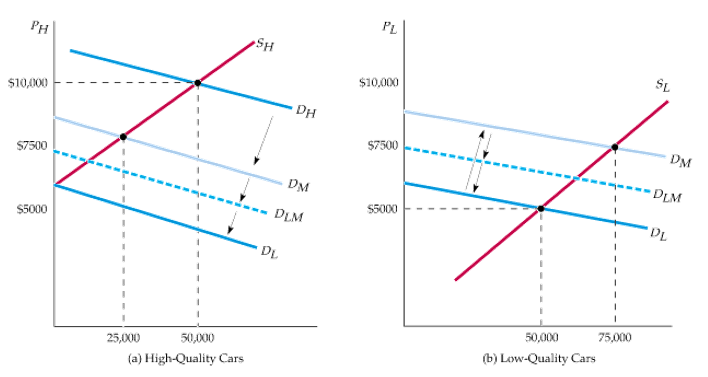 P_H
S_H
$10,000
D_H
$7500
D_M
D_LM
$5000
D_L
25,000 50,000
(a) High-Quality Cars
P_L
S_L
$10,000
$7500
D_M
D_LM
$5000
D_L
50,000 75,000
(b) Low-Quality Cars